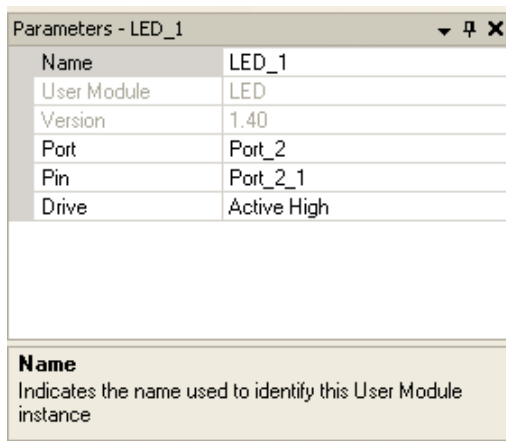 Parameters - LED_1
Name LED_1
User Module LED
Version 1.40
Port Port_2
Pin Port_2_1
Drive Active High
Name
Indicates the name used to identify this User Module
instance